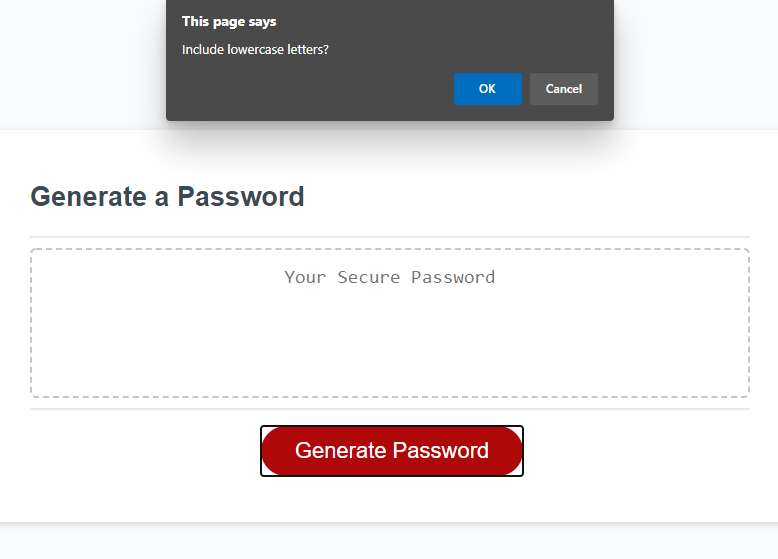 This page says
Include lowercase letters?
OK
Cancel
Generate a Password
Your Secure Password
Generate Password